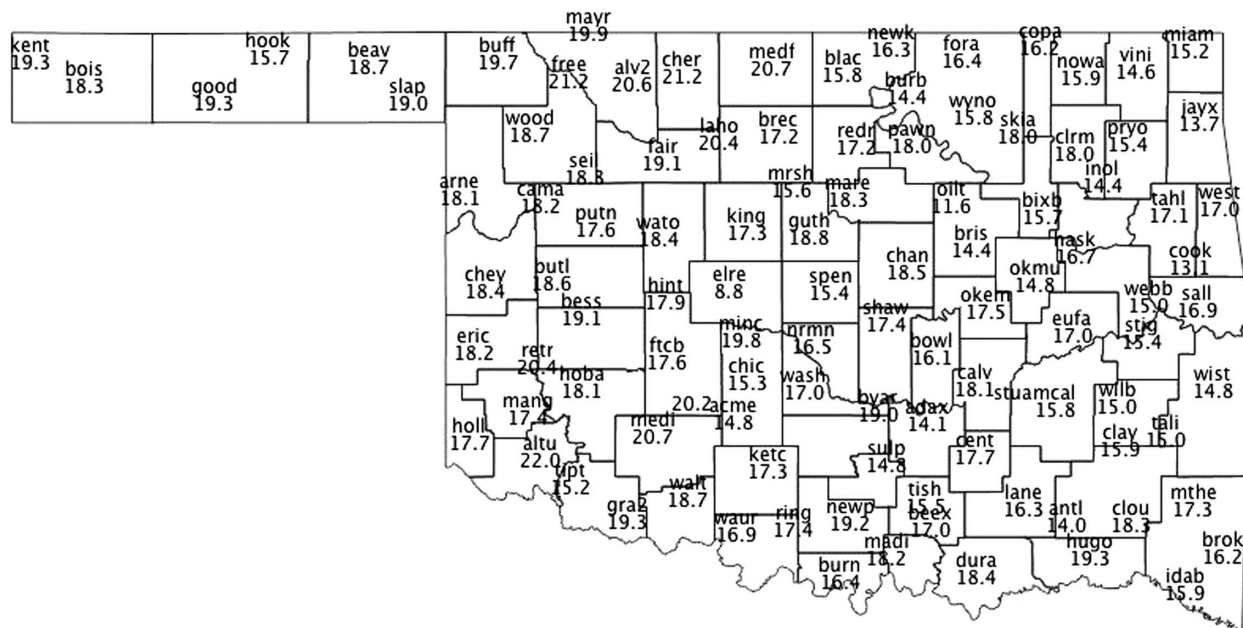 mayr
19.9
kent
19.3
bois
18.3
hook
15.7
good
19.3
beav
18.7
slap
19.0
buff
19.7
free
21.2
alv2
20.6
cher
21.2
medf
20.7
blac
15.8
newk
16.3
fora
16.4
copa
16.2
nowa
15.9
vini
14.6
miam
15.2
burb
14.4
wyno
15.8
skia
18.0
jayx
13.7
wood
18.7
fair
19.1
laho
20.4
brec
17.2
redr
17.2
pawn
18.0
clrm
18.0
pryo
15.4
inol
14.4
seil
18.8
mrsh
15.6
mare
18.3
arne
18.1
cama
18.2
putn
17.6
wato
18.4
king
17.3
guth
18.8
oilt
11.6
bixb
15.7
tahl
17.1
west
17.0
bris
14.4
hask
16.7
cook
13.1
chey
18.4
butl
18.6
hint
17.9
elre
8.8
spen
15.4
chan
18.5
okmu
14.8
webb
15.0
sall
16.9
bess
19.1
minc
19.8
nrmn
16.5
shaw
17.4
okem
17.5
eufa
17.0
stig
15.4
eric
18.2
retr
20.4
hoba
18.1
ftcb
17.6
chic
15.3
wash
17.0
bowl
16.1
calv
18.1
stua
mcal
15.8
wilb
15.0
wist
14.8
mang
17.4
20.2
acme
14.8
byar
19.0
adax
14.1
holl
17.7
altu
22.0
medi
20.7
ketc
17.3
sulp
14.8
cent
17.7
clay
15.9
tali
15.0
tipt
15.2
walt
18.7
gra2
19.3
waur
16.9
ring
17.4
newp
19.2
tish
15.5
beex
17.0
lane
16.3
antl
14.0
clou
18.3
mthe
17.3
madi
18.2
burn
16.4
dura
18.4
hugo
19.3
brok
16.2
idab
15.9